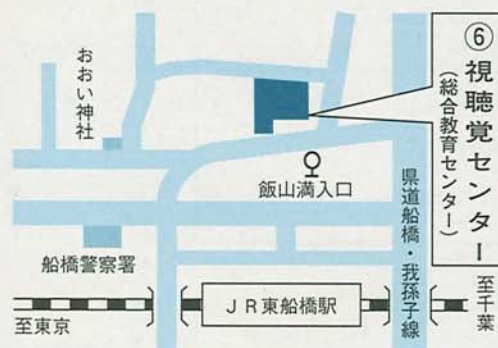 ⑥視聴覚センター
(総合教育センター)
おおい神社
飯山満入口
県道船橋・我孫子線
船橋警察署
JR東船橋駅
至東京
至千葉